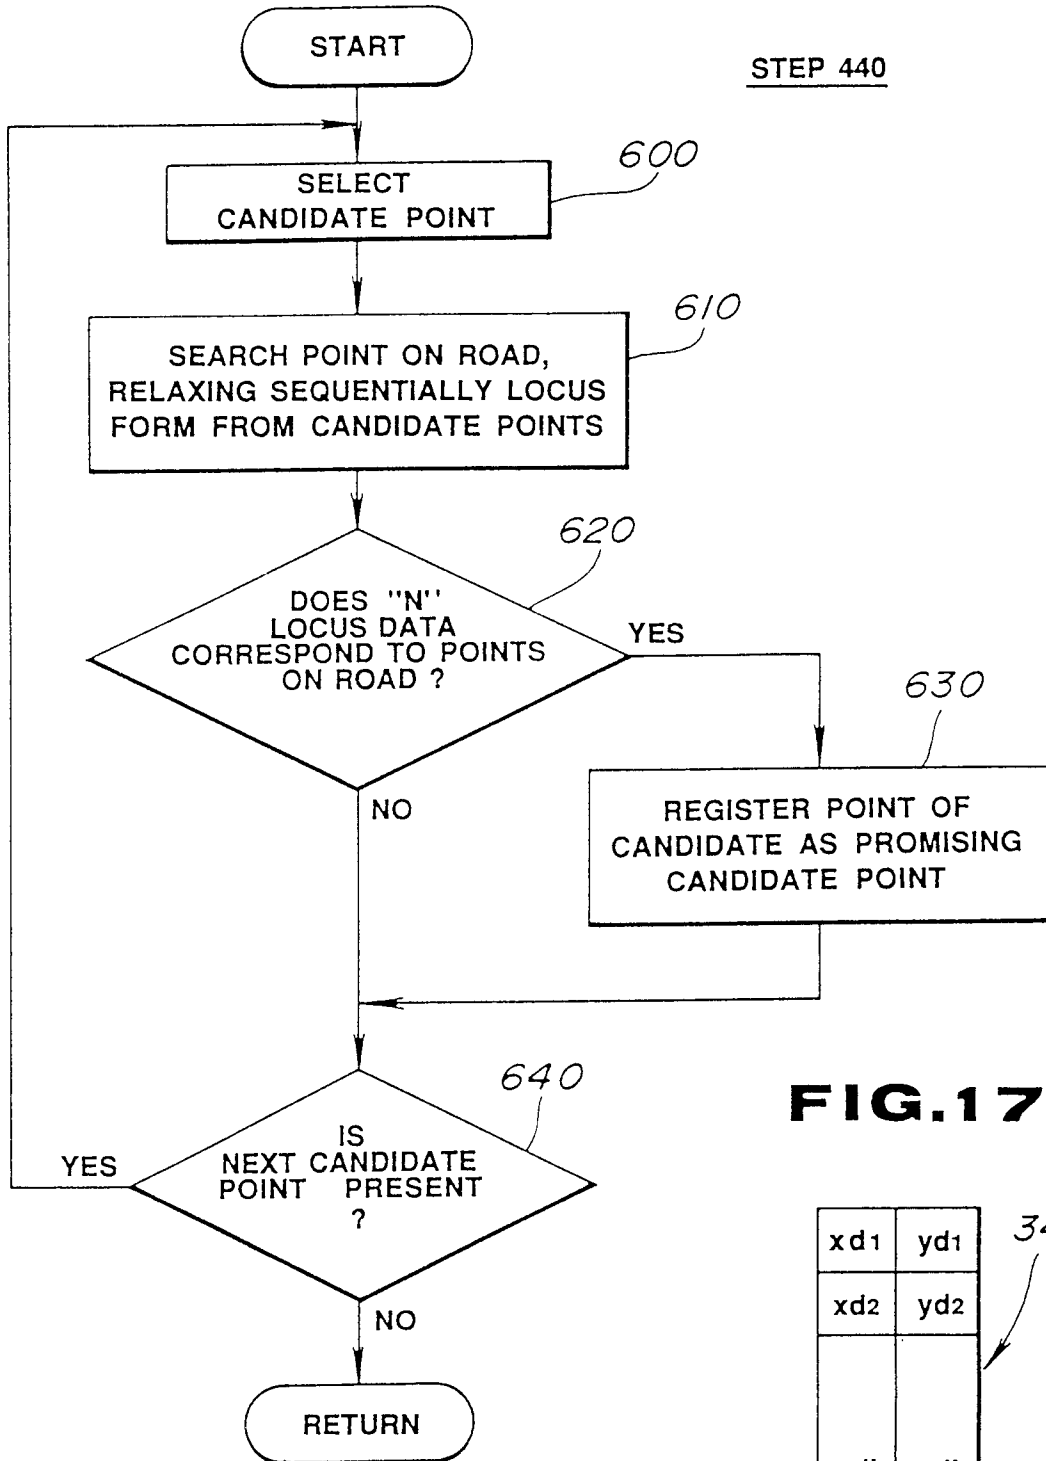 START
STEP 440
600
SELECT
CANDIDATE POINT
610
SEARCH POINT ON ROAD,
RELAXING SEQUENTIALLY LOCUS
FORM FROM CANDIDATE POINTS
620
DOES "N"
LOCUS DATA
CORRESPOND TO POINTS
ON ROAD ?
YES
NO
630
REGISTER POINT OF
CANDIDATE AS PROMISING
CANDIDATE POINT
640
IS
NEXT CANDIDATE
POINT PRESENT
?
YES
NO
RETURN
FIG.17
xd1 yd1
xd2 yd2